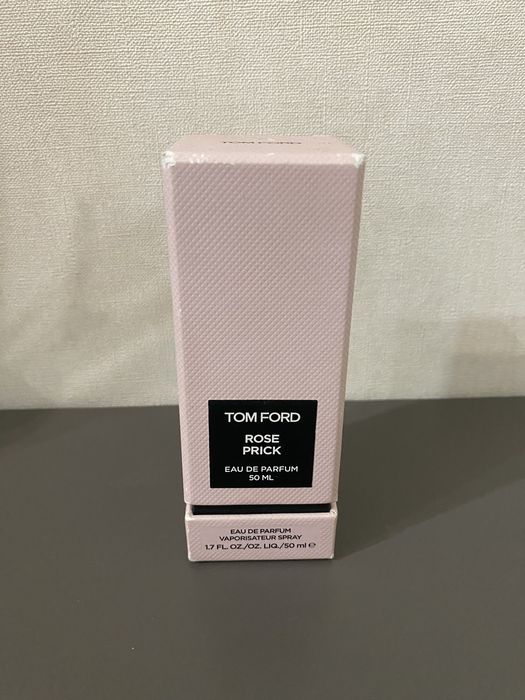 TOM FORD
TOM FORD
ROSE
PRICK
EAU DE PARFUM
50 ML
EAU DE PARFUM
VAPORISATEUR SPRAY
1.7 FL. OZ./OZ. LIQ./50 ml ℮